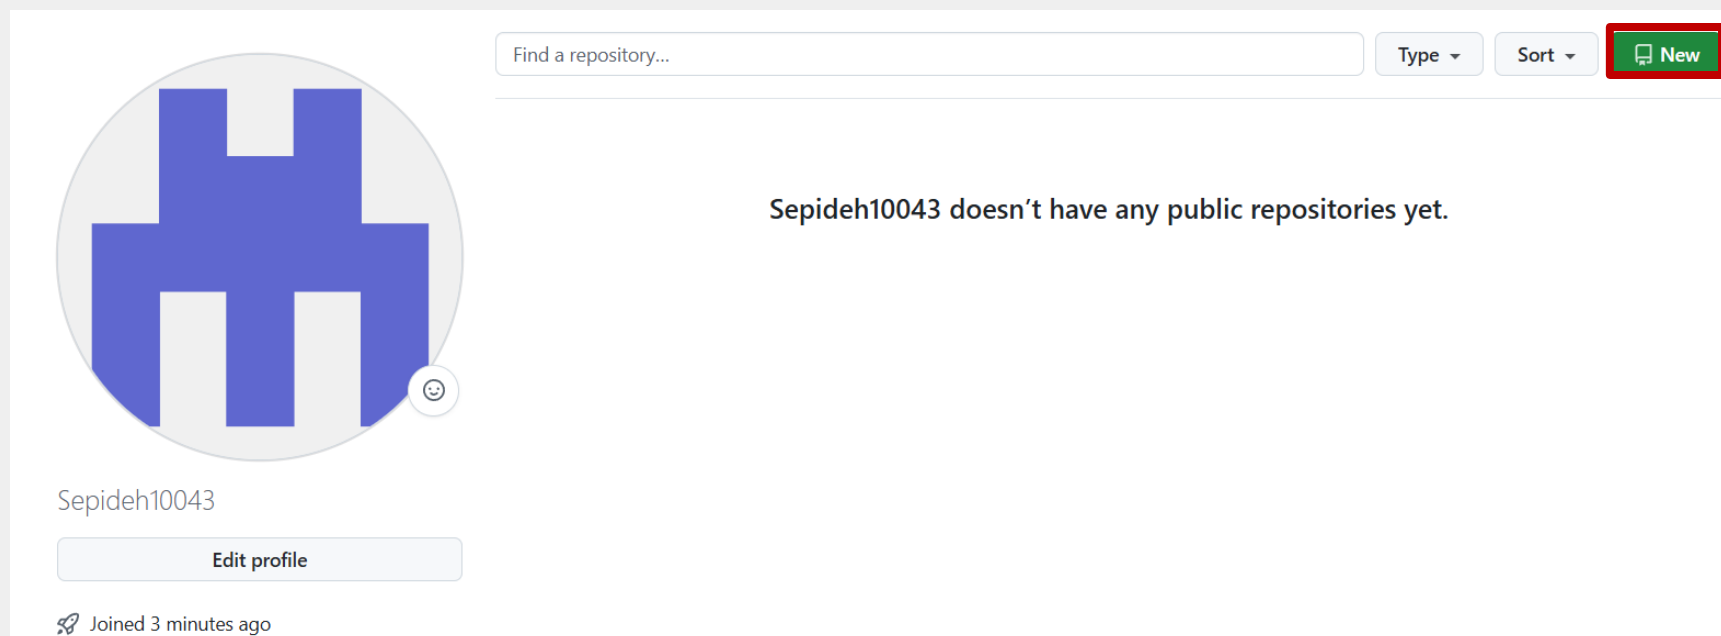 Find a repository...
Type
Sort
New
Sepideh10043 doesn’t have any public repositories yet.
Sepideh10043
Edit profile
Joined 3 minutes ago